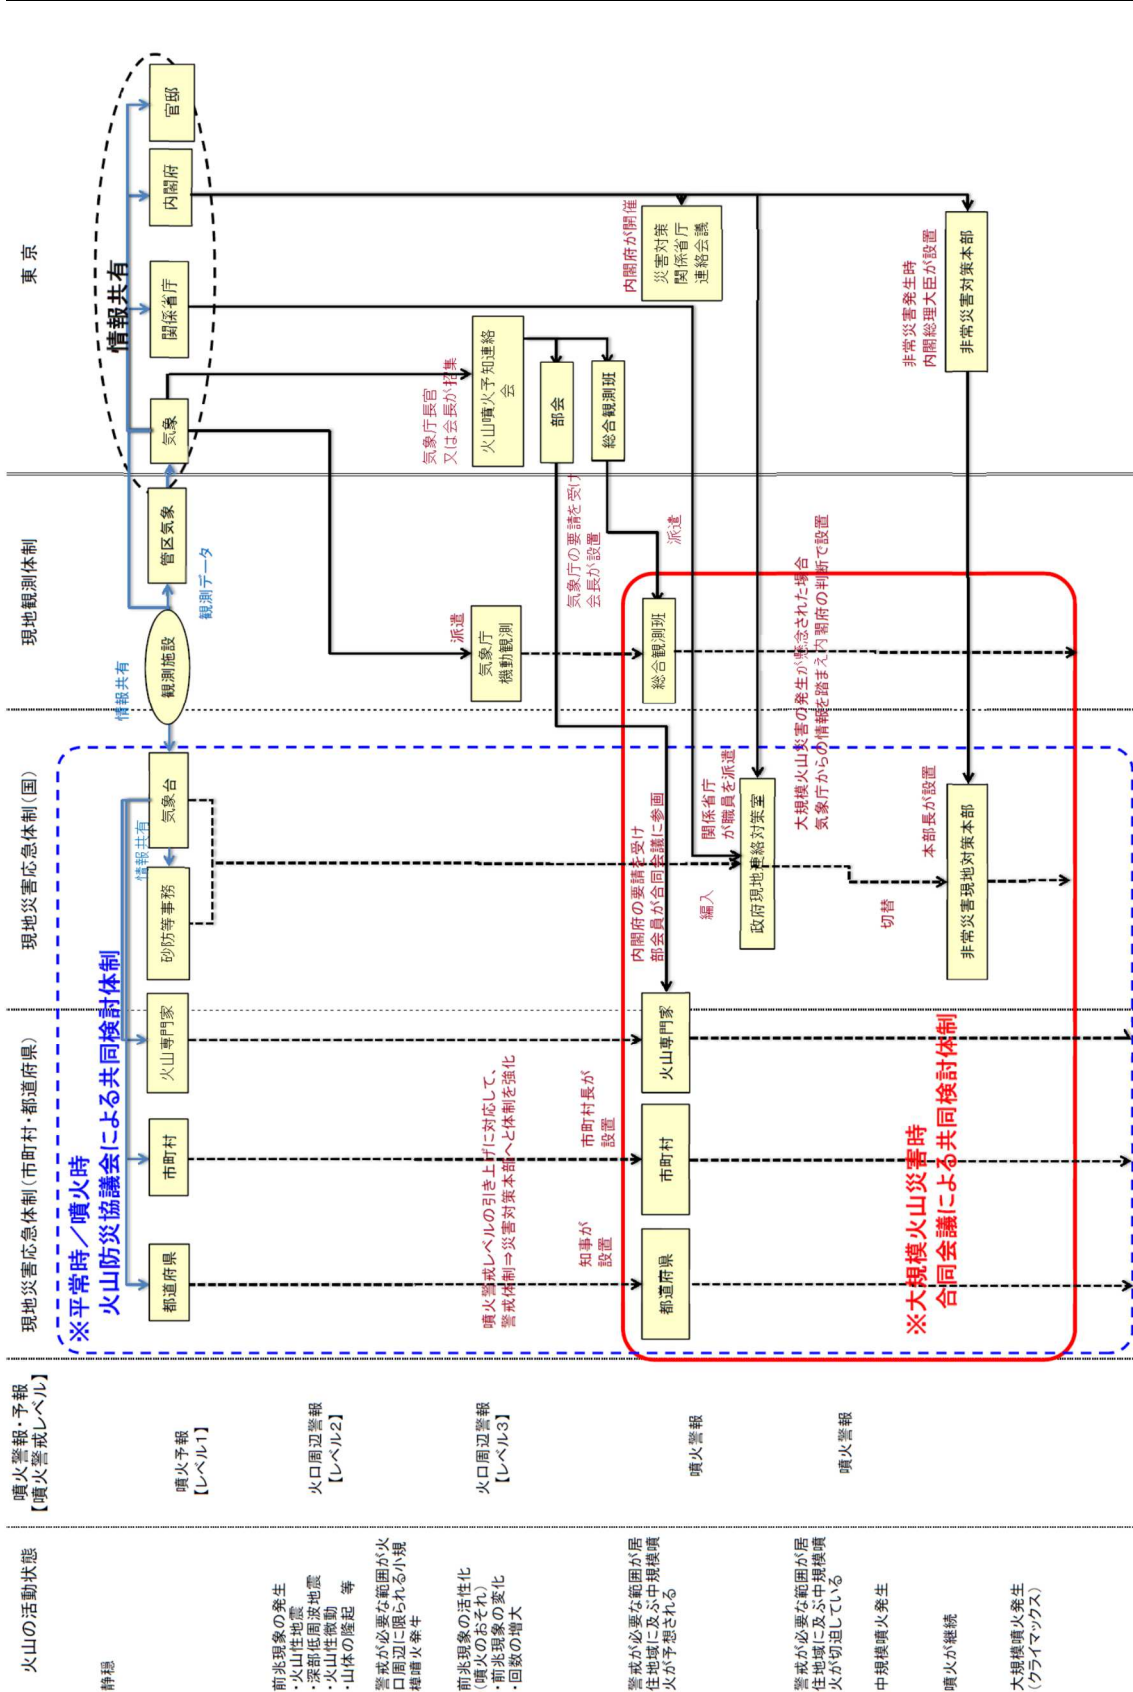 火山の活動状態
噴火警報・予報
【噴火警戒レベル】
現地災害応急体制(市町村・都道府県)
現地災害応急体制(国)
現地観測体制
東京
※平常時／噴火時
火山防災協議会による共同検討体制
情報共有
静穏
噴火予報
【レベル1】
都道府県
市町村
火山専門家
砂防等事務
情報共有
気象台
情報共有
観測施設
観測データ
管区気象
気象
関係省庁
内閣府
官邸
前兆現象の発生
・火山性地震
・深部低周波地震
・火山性微動
・山体の隆起　等
火口周辺警報
【レベル2】
警戒が必要な範囲が火
口周辺に限られる小規
模噴火発生
前兆現象の活性化
(噴火のおそれ)
・前兆現象の変化
・回数の増大
火口周辺警報
【レベル3】
噴火警戒レベルの引き上げに対応して、
警戒体制⇒災害対策本部へと体制を強化
派遣
気象庁
機動観測
気象庁長官
又は会長が招集
火山噴火予知連絡
会
部会
総合観測班
気象庁の要請を受け
会長が設置
知事が
設置
市町村長が
設置
警戒が必要な範囲が居
住地域に及ぶ中規模噴
火が予想される
噴火警報
都道府県
市町村
火山専門家
内閣府の要請を受け
部会員が合同会議に参画
総合観測班
派遣
内閣府が開催
災害対策
関係省庁
連絡会議
編入
関係省庁
が職員を派遣
政府現地連絡対策室
大規模火山災害の発生が懸念された場合
気象庁からの情報を踏まえ内閣府の判断で設置
警戒が必要な範囲が居
住地域に及ぶ中規模噴
火が切迫している
噴火警報
中規模噴火発生
切替
本部長が設置
非常災害発生時
内閣総理大臣が設置
※大規模火山災害時
合同会議による共同検討体制
噴火が継続
非常災害現地対策本部
非常災害対策本部
大規模噴火発生
(クライマックス)